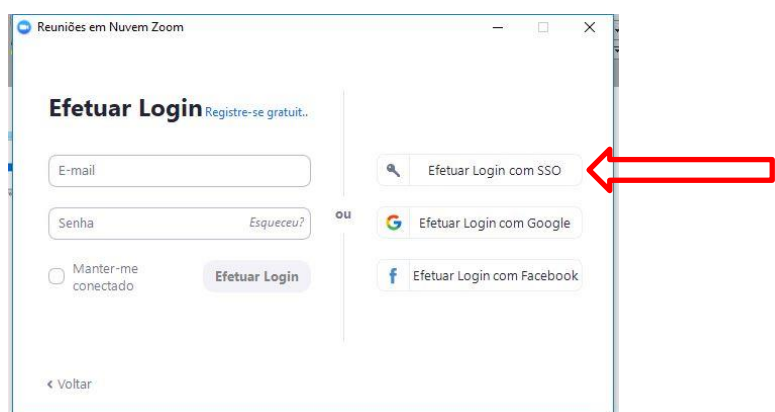 Reuniões em Nuvem Zoom
Efetuar Login Registre-se gratuit..
E-mail
Senha Esqueceu?
Manter-me
conectado
Efetuar Login
ou
Efetuar Login com SSO
Efetuar Login com Google
Efetuar Login com Facebook
Voltar